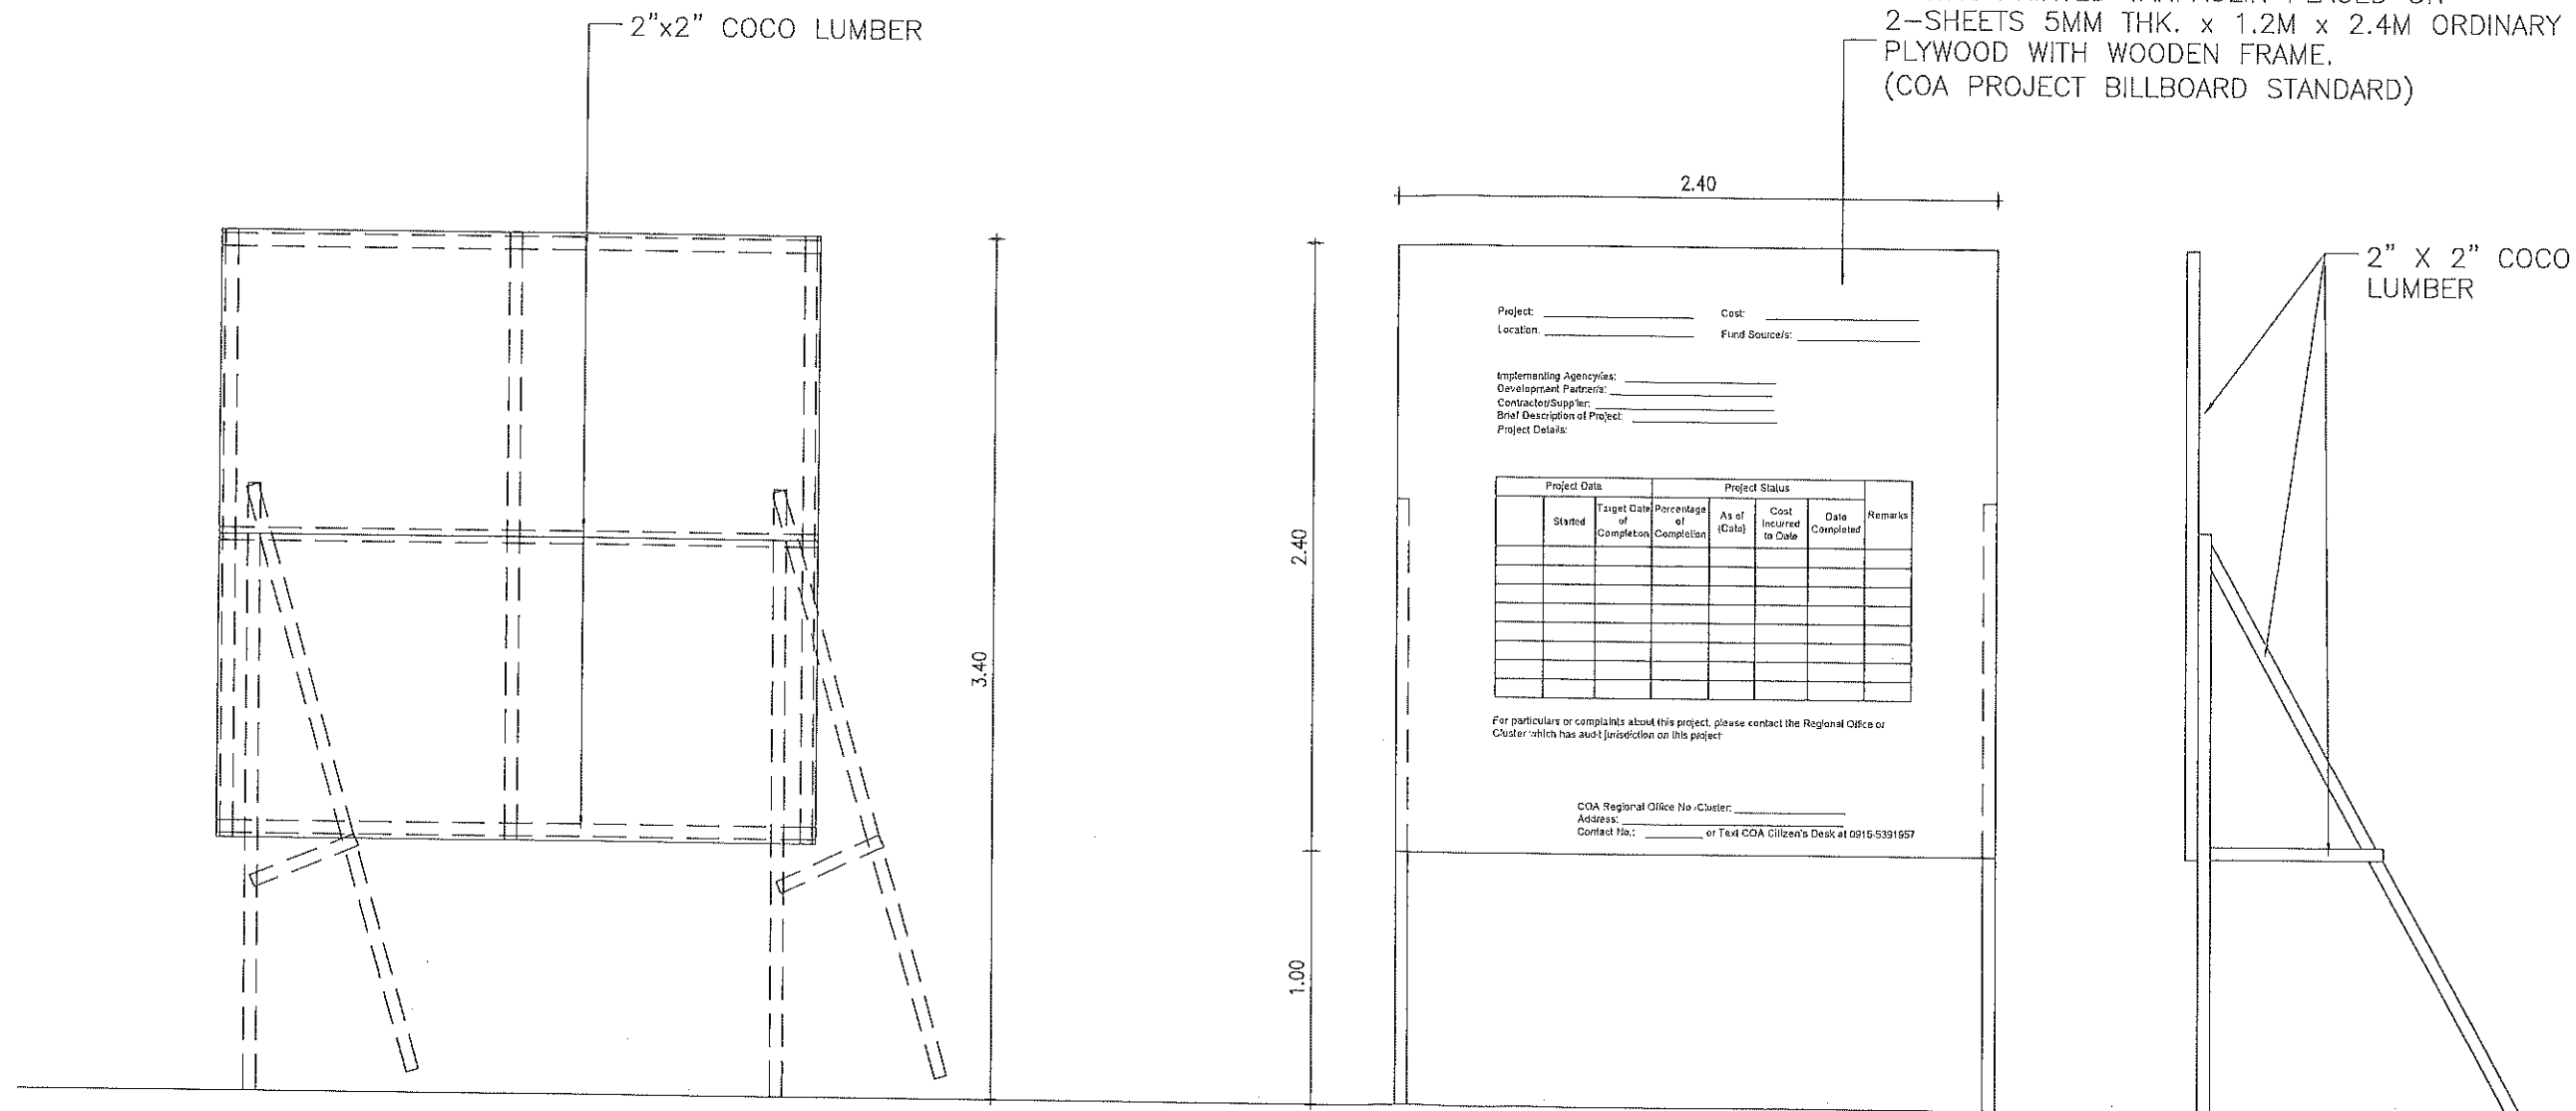 2"x2" COCO LUMBER
2-SHEETS 5MM THK. x 1.2M x 2.4M ORDINARY
PLYWOOD WITH WOODEN FRAME.
(COA PROJECT BILLBOARD STANDARD)
2.40
2" X 2" COCO
LUMBER
3.40
2.40
1.00
Project:
Cost:
Location:
Fund Source/s:
Implementing Agency/ies:
Development Partner/s:
Contractor/Supplier:
Brief Description of Project:
Project Details:
Project Date
Project Status
Remarks
Started
Target Date
of
Completion
Percentage
of
Completion
As of
(Date)
Cost
Incurred
to Date
Date
Completed
For particulars or complaints about this project, please contact the Regional Office or
Cluster which has audit jurisdiction on this project
COA Regional Office No./Cluster:
Address:
Contact No.: or Text COA Citizen's Desk at 0915-5391957